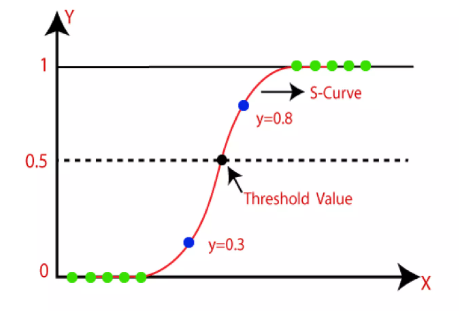 Y
1
S-Curve
y=0.8
0.5
Threshold Value
y=0.3
0
X